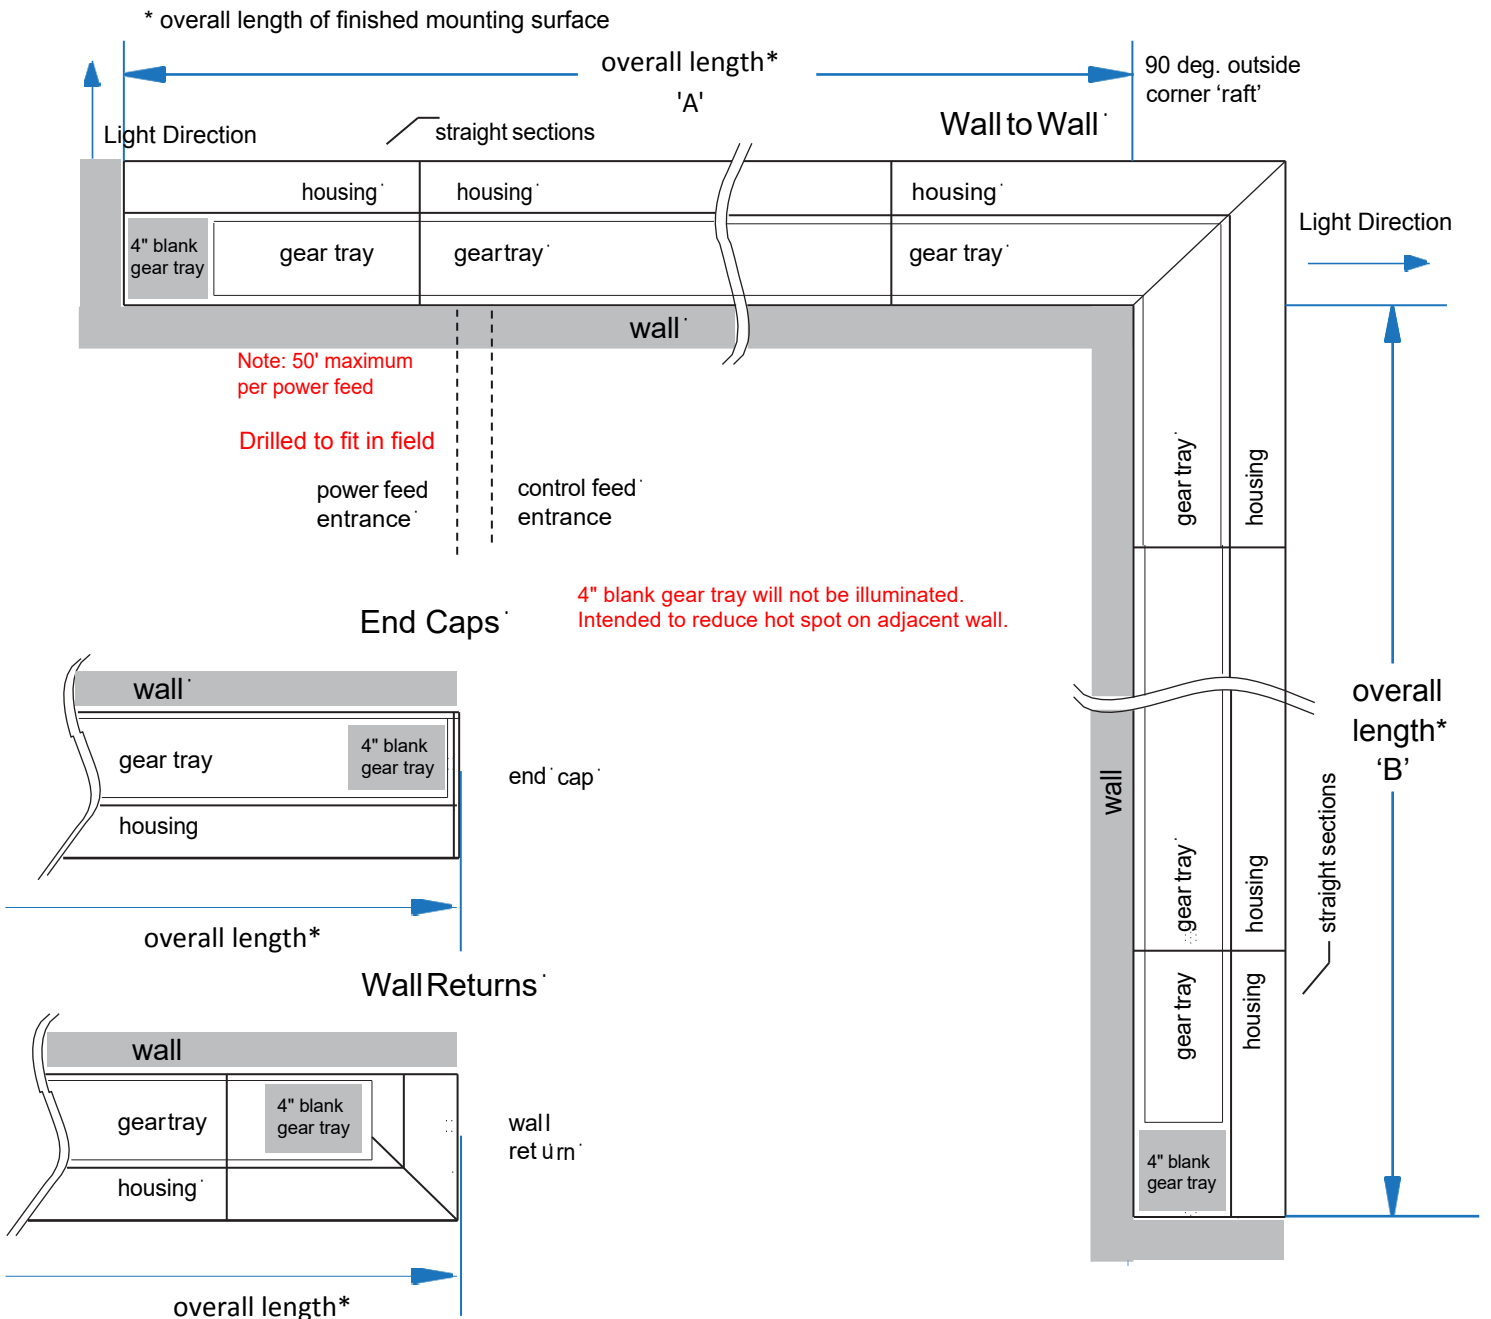 * overall length of finished mounting surface
overall length*
'A'
90 deg. outside
corner ‘raft’
Wall to Wall
Light Direction
straight sections
housing
housing
housing
4" blank
gear tray
gear tray
geartray
gear tray
Light Direction
wall
Note: 50' maximum
per power feed
Drilled to fit in field
power feed
entrance
control feed
entrance
gear tray
housing
4" blank gear tray will not be illuminated.
Intended to reduce hot spot on adjacent wall.
End Caps
wall
gear tray
4" blank
gear tray
end cap
housing
overall length*
overall
length*
‘B’
wall
straight sections
gear tray
housing
Wall Returns
gear tray
housing
wall
geartray
4" blank
gear tray
wall
return
housing
4" blank
gear tray
overall length*